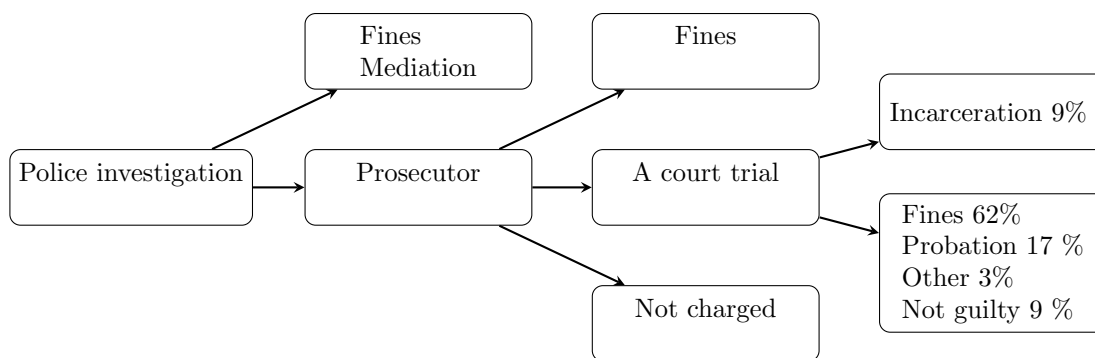 Fines
Mediation
Fines
Incarceration 9%
Police investigation
Prosecutor
A court trial
Fines 62%
Probation 17 %
Other 3%
Not guilty 9 %
Not charged